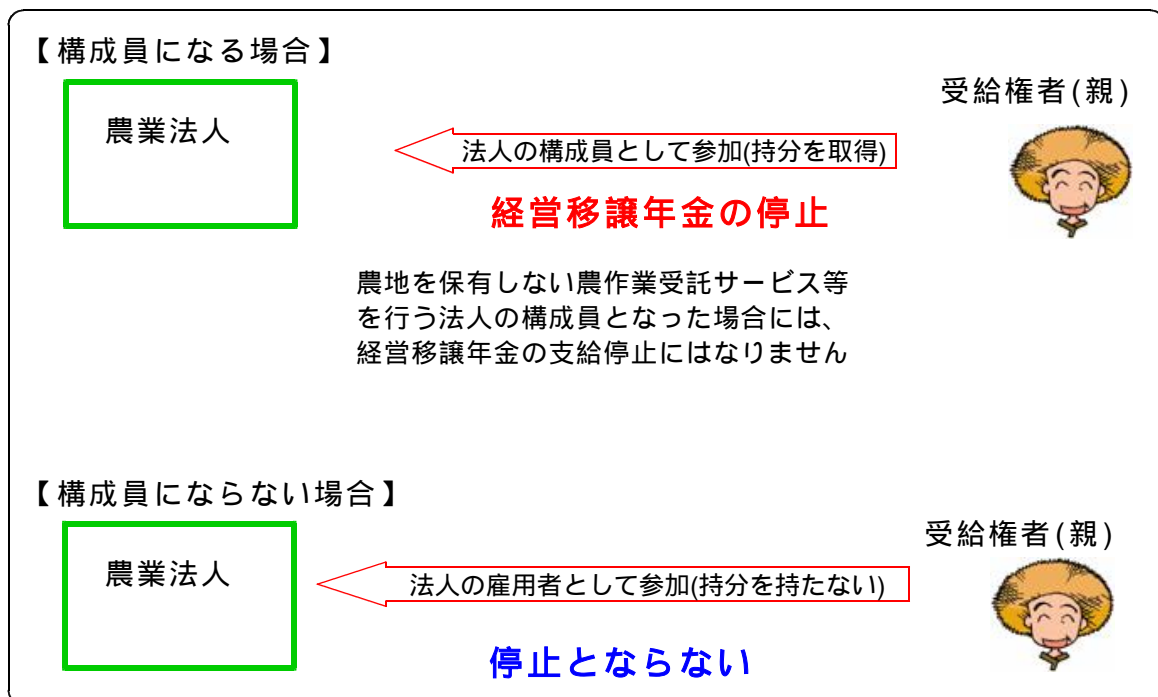 【構成員になる場合】
農業法人
受給権者(親)
法人の構成員として参加(持分を取得)
経営移譲年金の停止
農地を保有しない農作業受託サービス等
を行う法人の構成員となった場合には、
経営移譲年金の支給停止にはなりません
【構成員にならない場合】
農業法人
受給権者(親)
法人の雇用者として参加(持分を持たない)
停止とならない